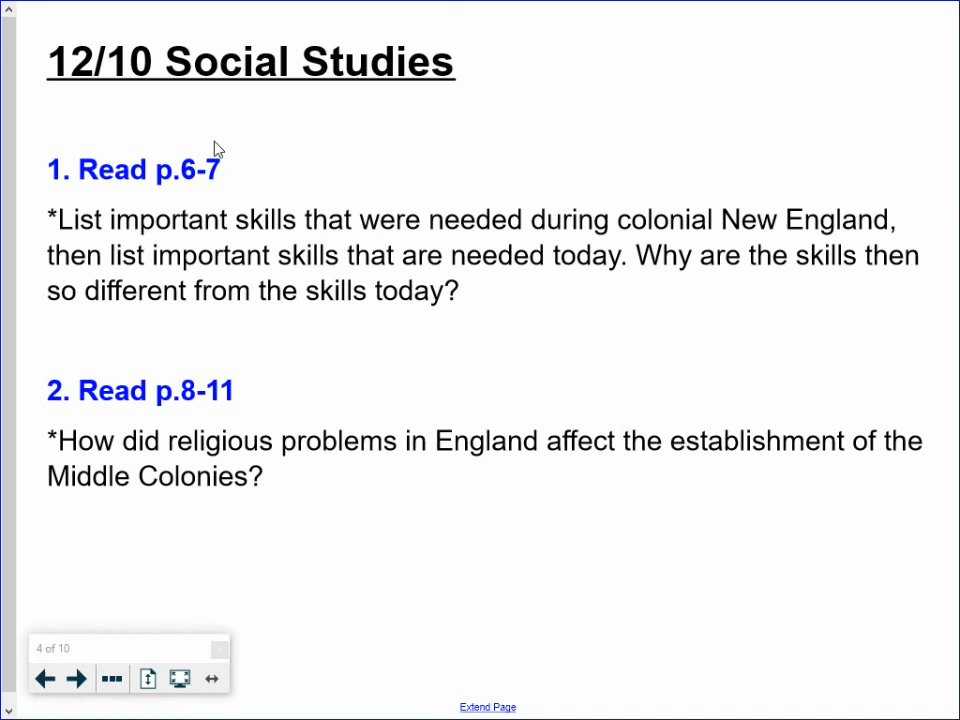 12/10 Social Studies
1. Read p.6-7
*List important skills that were needed during colonial New England,
then list important skills that are needed today. Why are the skills then
so different from the skills today?
2. Read p.8-11
*How did religious problems in England affect the establishment of the
Middle Colonies?
4 of 10
Extend Page